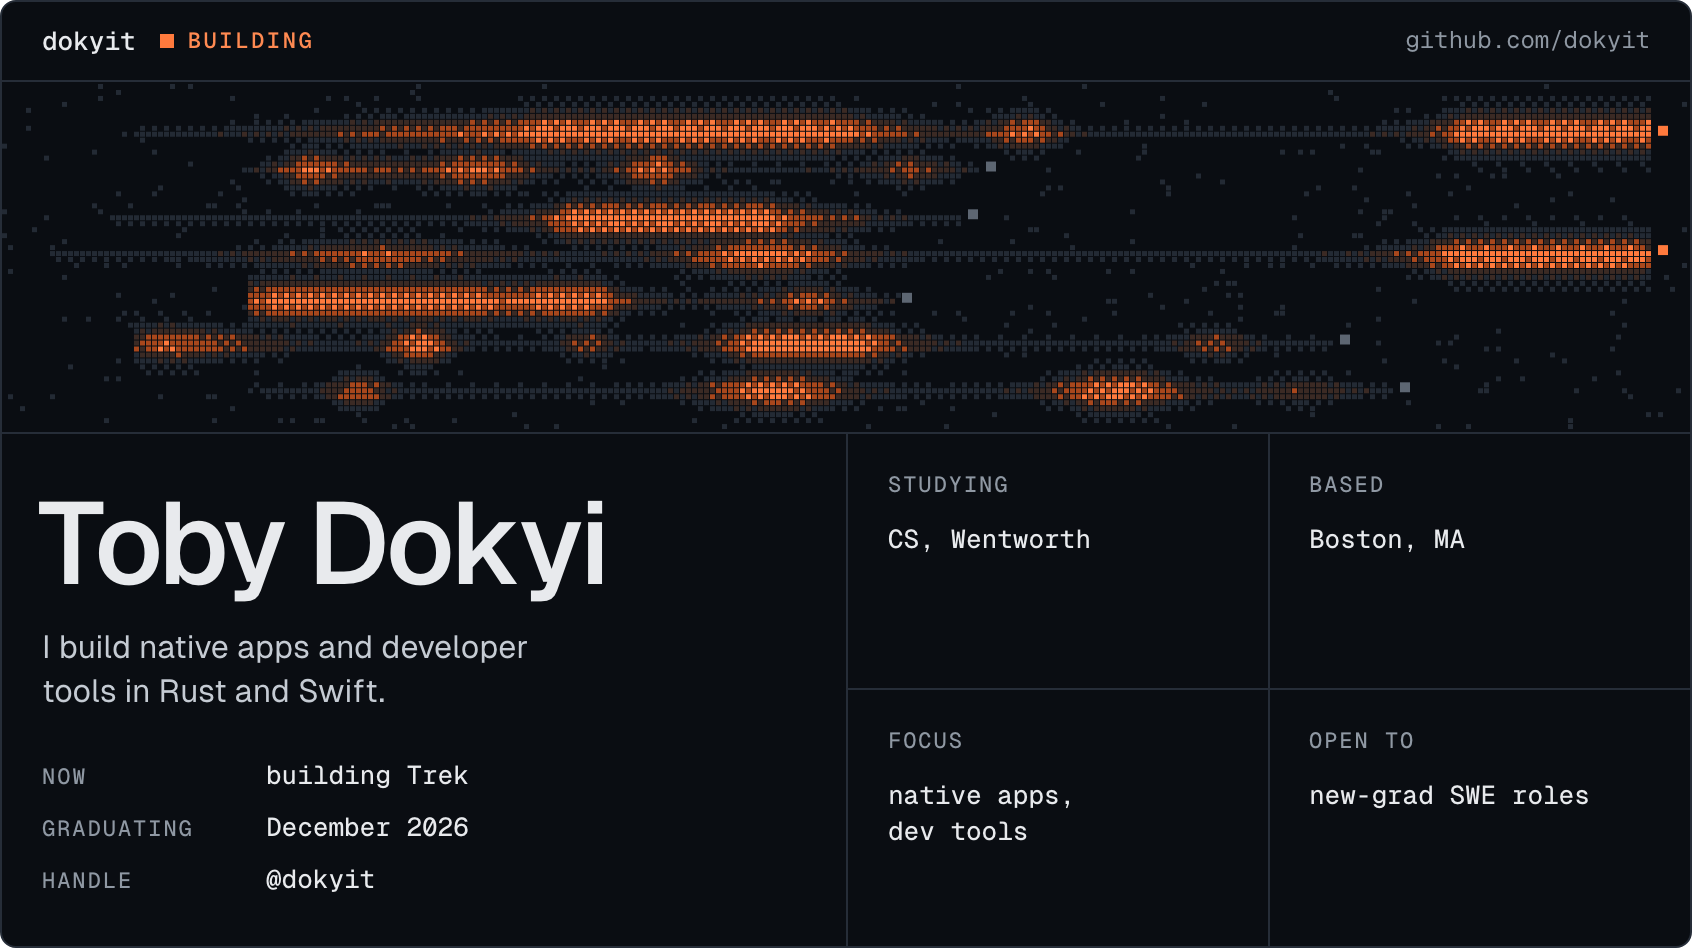 dokyit BUILDING github.com/dokyit
Toby Dokyi
I build native apps and developer
tools in Rust and Swift.
NOW building Trek
GRADUATING December 2026
HANDLE @dokyit
STUDYING
CS, Wentworth
BASED
Boston, MA
FOCUS
native apps,
dev tools
OPEN TO
new-grad SWE roles